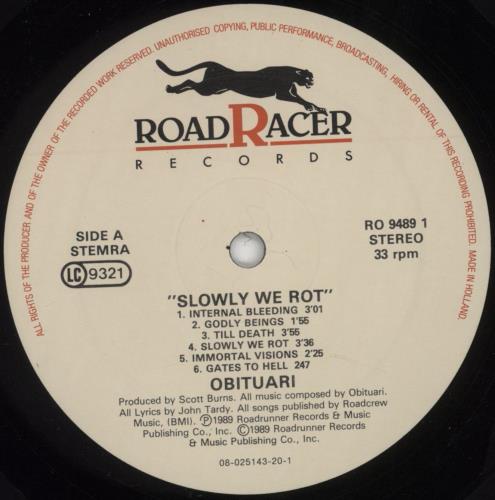 ALL RIGHTS OF THE PRODUCER AND OF THE OWNER OF THE RECORDED WORK RESERVED. UNAUTHORISED COPYING, PUBLIC PERFORMANCE, BROADCASTING, HIRING OR RENTAL OF THIS RECORDING PROHIBITED. MADE IN HOLLAND.
ROADRACER
RECORDS
SIDE A
STEMRA
LC 9321
RO 9489 1
STEREO
33 rpm
"SLOWLY WE ROT"
1. INTERNAL BLEEDING 3'01
2. GODLY BEINGS 1'55
3. TILL DEATH 3'55
4. SLOWLY WE ROT 3'36
5. IMMORTAL VISIONS 2'25
6. GATES TO HELL 247
OBITUARI
Produced by Scott Burns. All music composed by Obituari.
All Lyrics by John Tardy. All songs published by Roadcrew
Music, (BMI). Ⓟ1989 Roadrunner Records & Music
Publishing Co., Inc. ©1989 Roadrunner Records
& Music Publishing Co., Inc.
08-025143-20-1